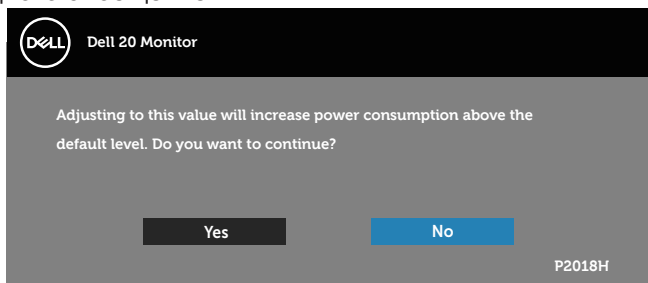 DELL
Dell 20 Monitor
Adjusting to this value will increase power consumption above the
default level. Do you want to continue?
Yes
No
P2018H